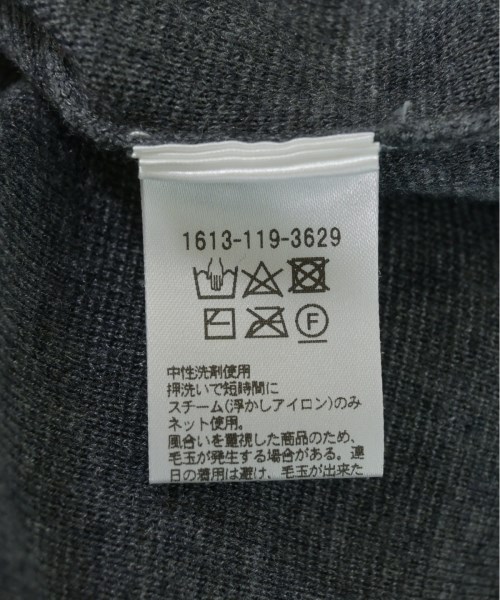 1613-119-3629
F
中性洗剤使用
押洗いで短時間に
スチーム(浮かしアイロン)のみ
ネット使用。
風合いを重視した商品のため、
毛玉が発生する場合がある。連
日の着用は避け、毛玉が出来た